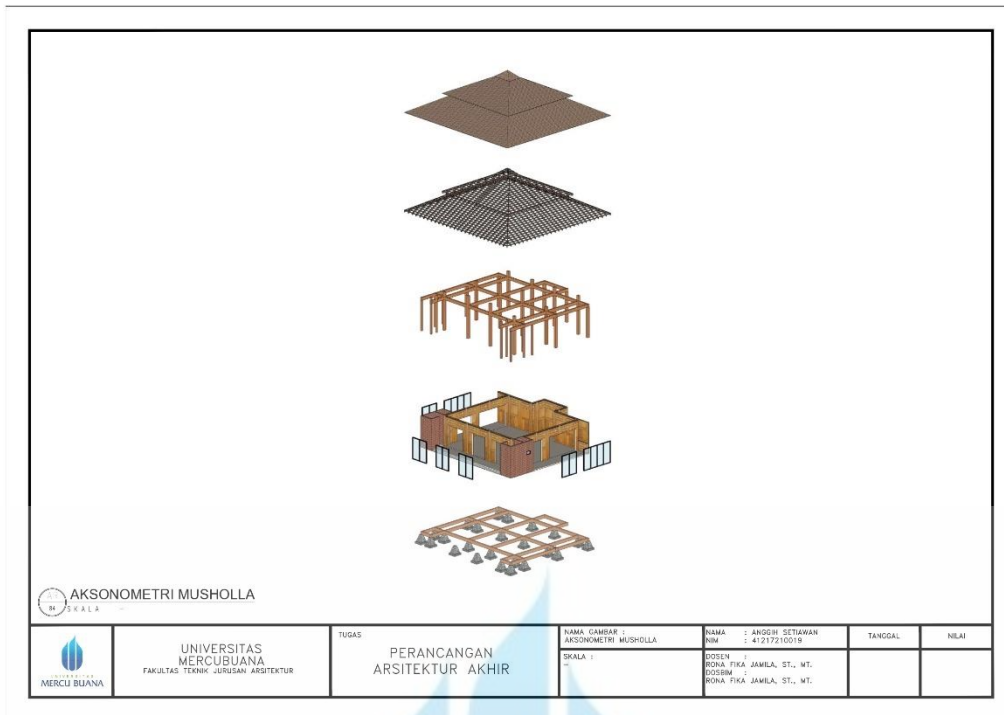 AKSONOMETRI MUSHOLLA
86
SKALA -
UNIVERSITAS
MERCU BUANA
UNIVERSITAS
MERCUBUANA
FAKULTAS TEKNIK JURUSAN ARSITEKTUR
TUGAS
PERANCANGAN
ARSITEKTUR AKHIR
NAMA GAMBAR :
AKSONOMETRI MUSHOLLA
SKALA :
-
NAMA : ANGGIH SETIAWAN
NIM : 41217210019
DOSEN :
RONA FIKA JAMILA, ST., MT.
DOSBIM :
RONA FIKA JAMILA, ST., MT.
TANGGAL
NILAI